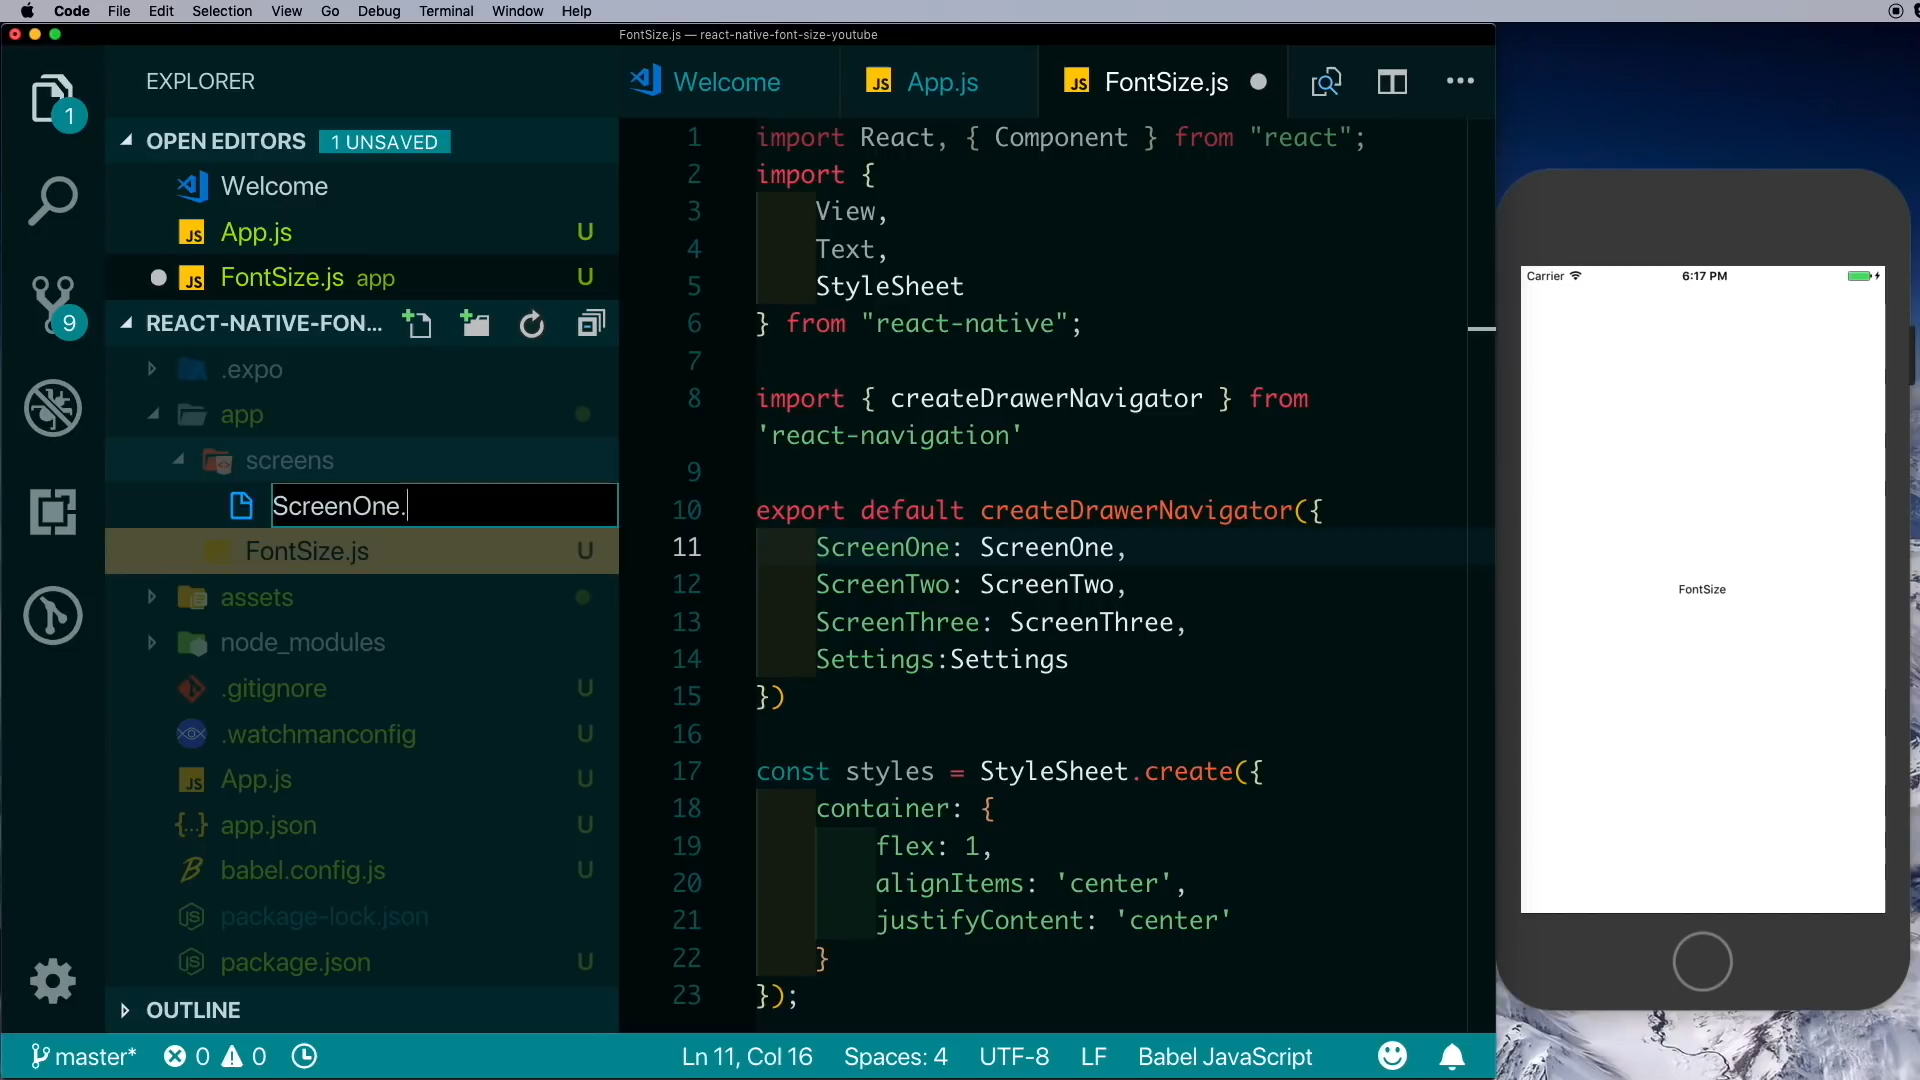 Code File Edit Selection View Go Debug Terminal Window Help
FontSize.js — react-native-font-size-youtube
EXPLORER
Welcome
App.js
FontSize.js
1
OPEN EDITORS 1 UNSAVED
Welcome
App.js U
FontSize.js app U
9
REACT-NATIVE-FON...
.expo
app
screens
ScreenOne.
FontSize.js U
assets
node_modules
.gitignore U
.watchmanconfig U
App.js U
app.json U
babel.config.js U
package-lock.json
package.json U
OUTLINE
1 import React, { Component } from "react";
2 import {
3 View,
4 Text,
5 StyleSheet
6 } from "react-native";
7
8 import { createDrawerNavigator } from
'react-navigation'
9
10 export default createDrawerNavigator({
11 ScreenOne: ScreenOne,
12 ScreenTwo: ScreenTwo,
13 ScreenThree: ScreenThree,
14 Settings:Settings
15 })
16
17 const styles = StyleSheet.create({
18 container: {
19 flex: 1,
20 alignItems: 'center',
21 justifyContent: 'center'
22 }
23 });
Carrier 6:17 PM
FontSize
master* 0 0 Ln 11, Col 16 Spaces: 4 UTF-8 LF Babel JavaScript